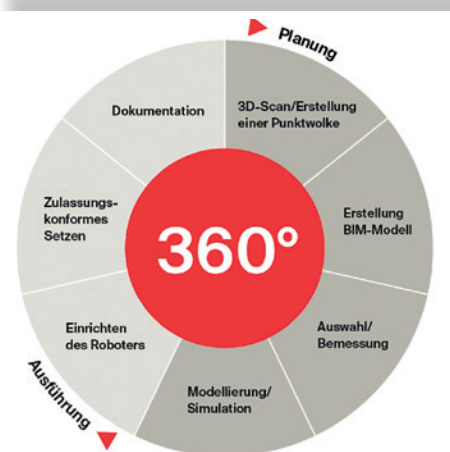 Planung
3D-Scan/Erstellung
einer Punktwolke
Erstellung
BIM-Modell
Auswahl/
Bemessung
Modellierung/
Simulation
Ausführung
Einrichten
des Roboters
Zulassungs-
konformes
Setzen
Dokumentation
360°